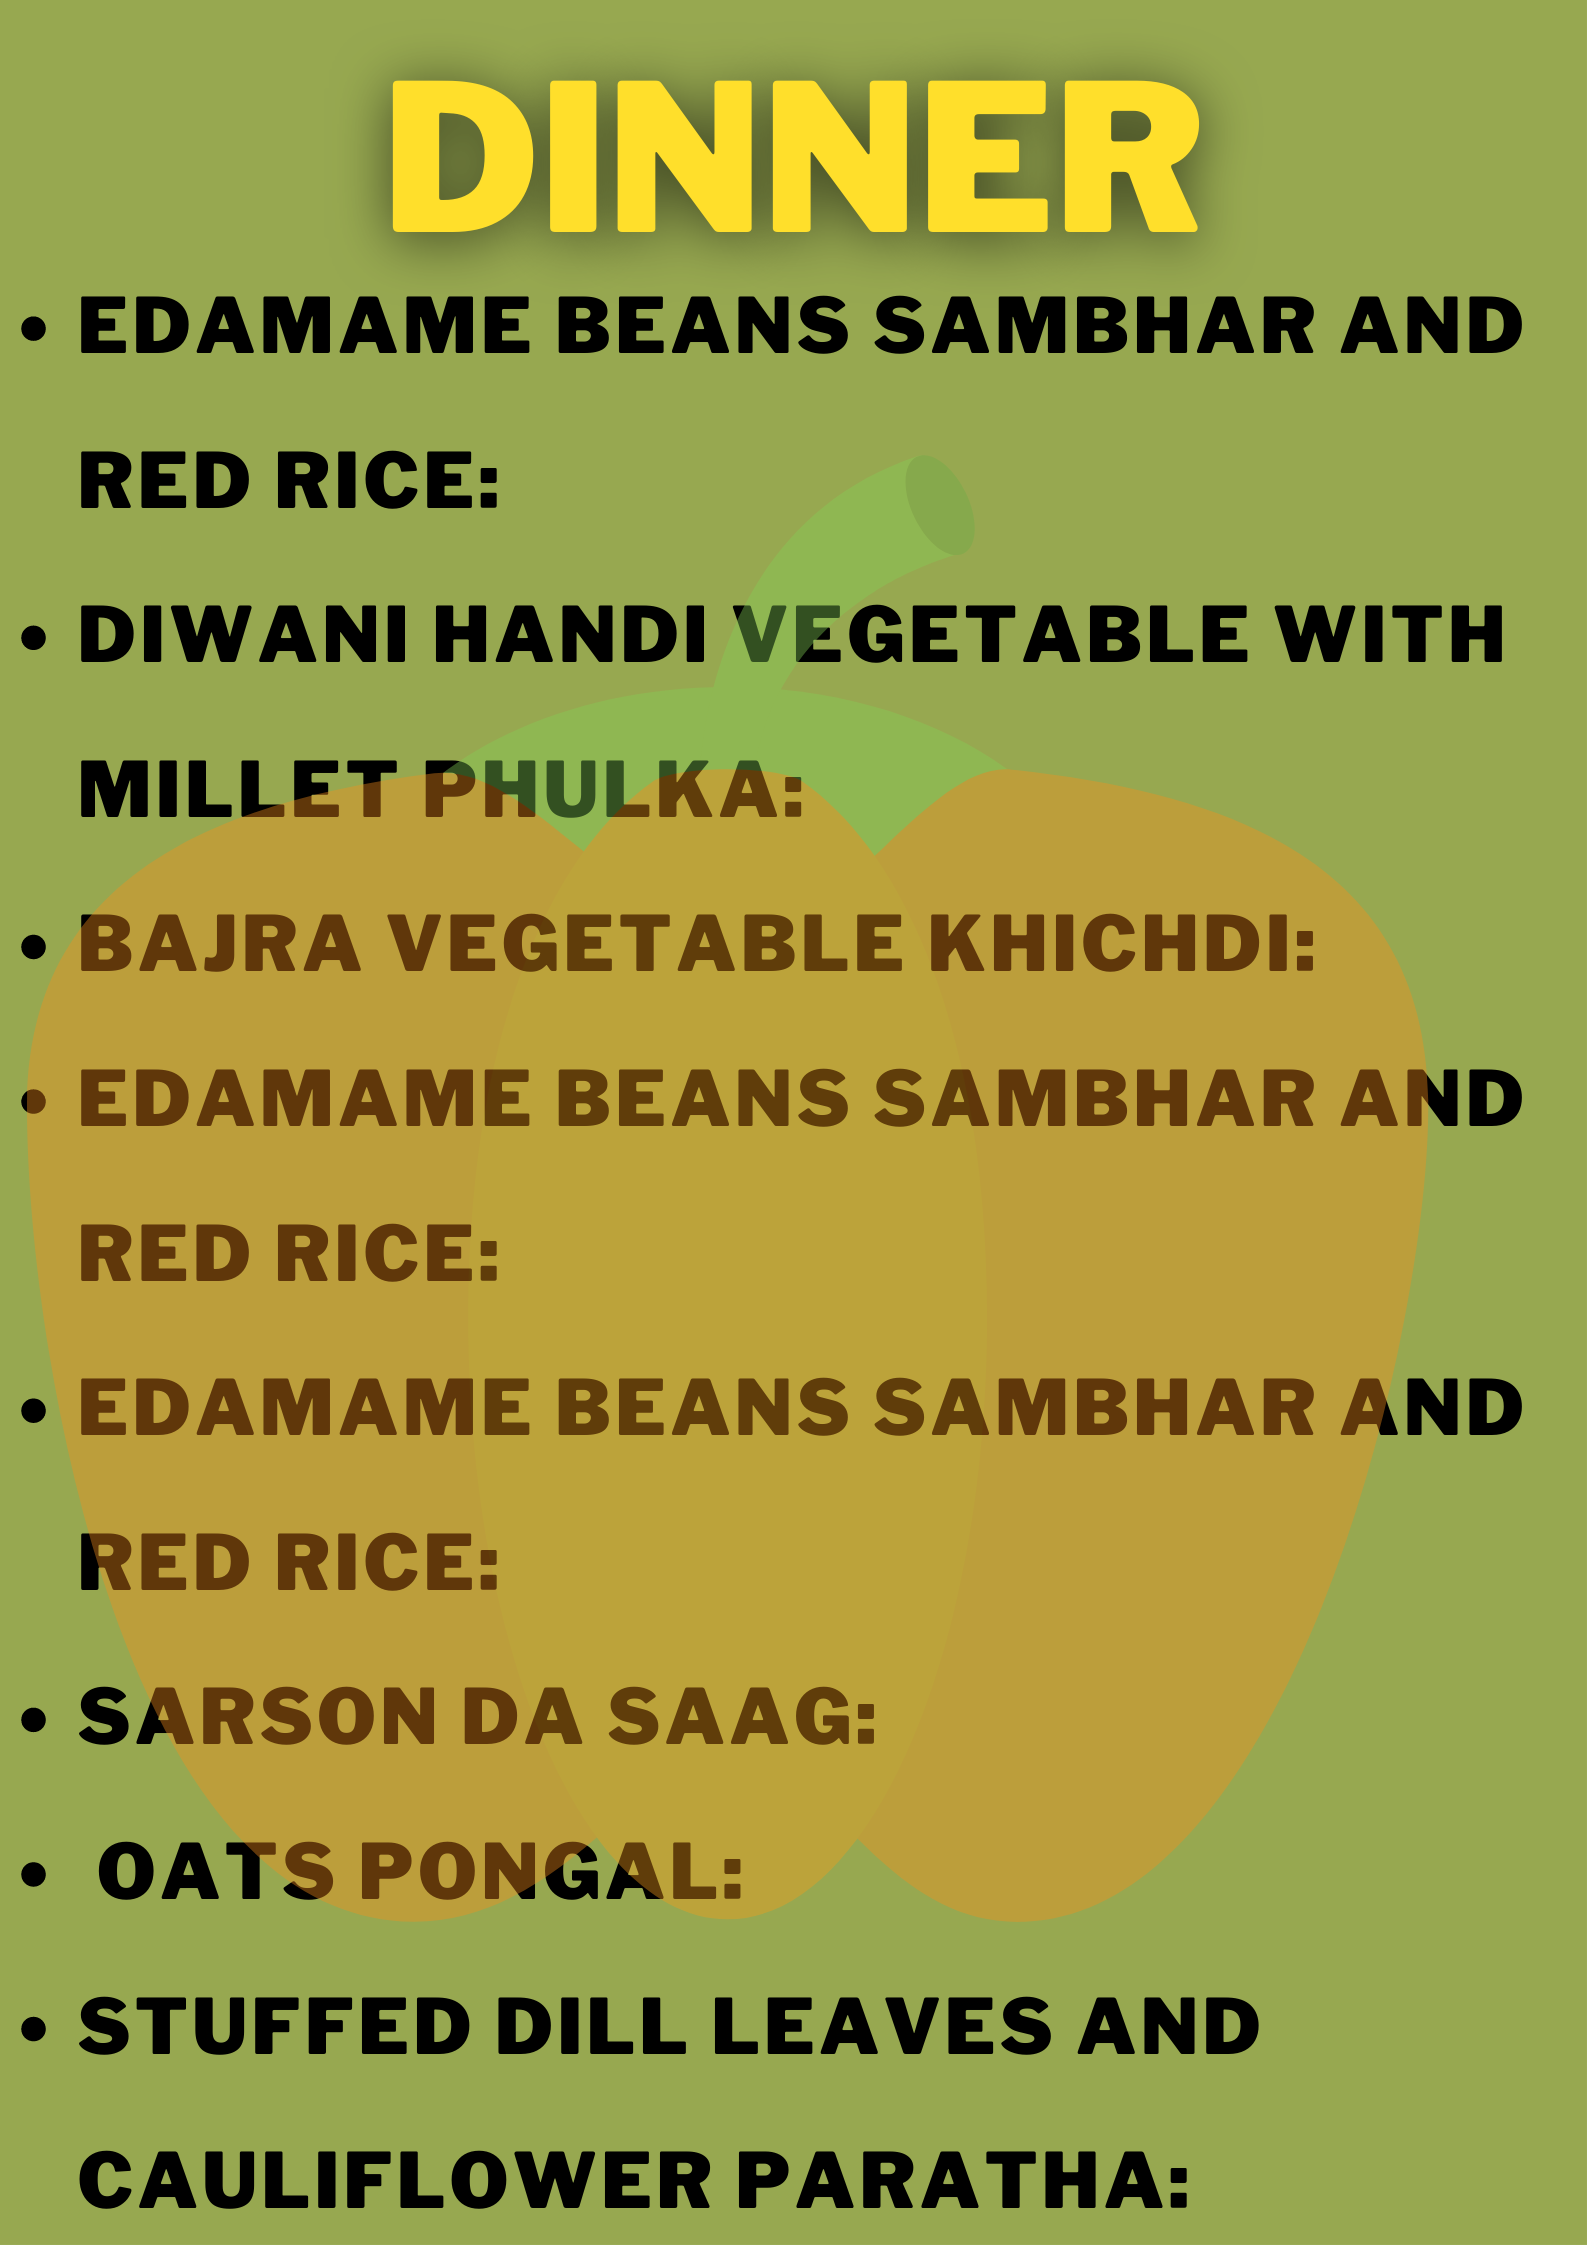 DINNER
• EDAMAME BEANS SAMBHAR AND
RED RICE:
• DIWANI HANDI VEGETABLE WITH
MILLET PHULKA:
• BAJRA VEGETABLE KHICHDI:
• EDAMAME BEANS SAMBHAR AND
RED RICE:
• EDAMAME BEANS SAMBHAR AND
RED RICE:
• SARSON DA SAAG:
• OATS PONGAL:
• STUFFED DILL LEAVES AND
CAULIFLOWER PARATHA: